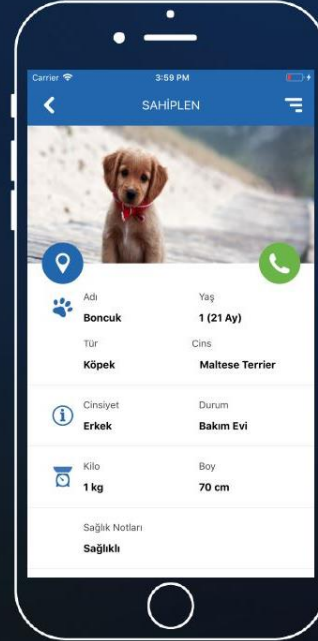 Carrier 3:59 PM
SAHİPLEN
Adı Yaş
Boncuk 1 (21 Ay)
Tür Cins
Köpek Maltese Terrier
Cinsiyet Durum
Erkek Bakım Evi
Kilo Boy
1 kg 70 cm
Sağlık Notları
Sağlıklı